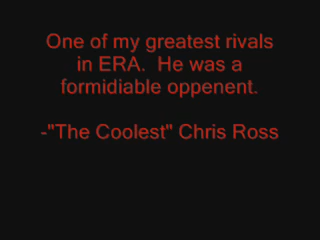 One of my greatest rivals
in ERA.  He was a
formidiable oppenent.
-"The Coolest" Chris Ross